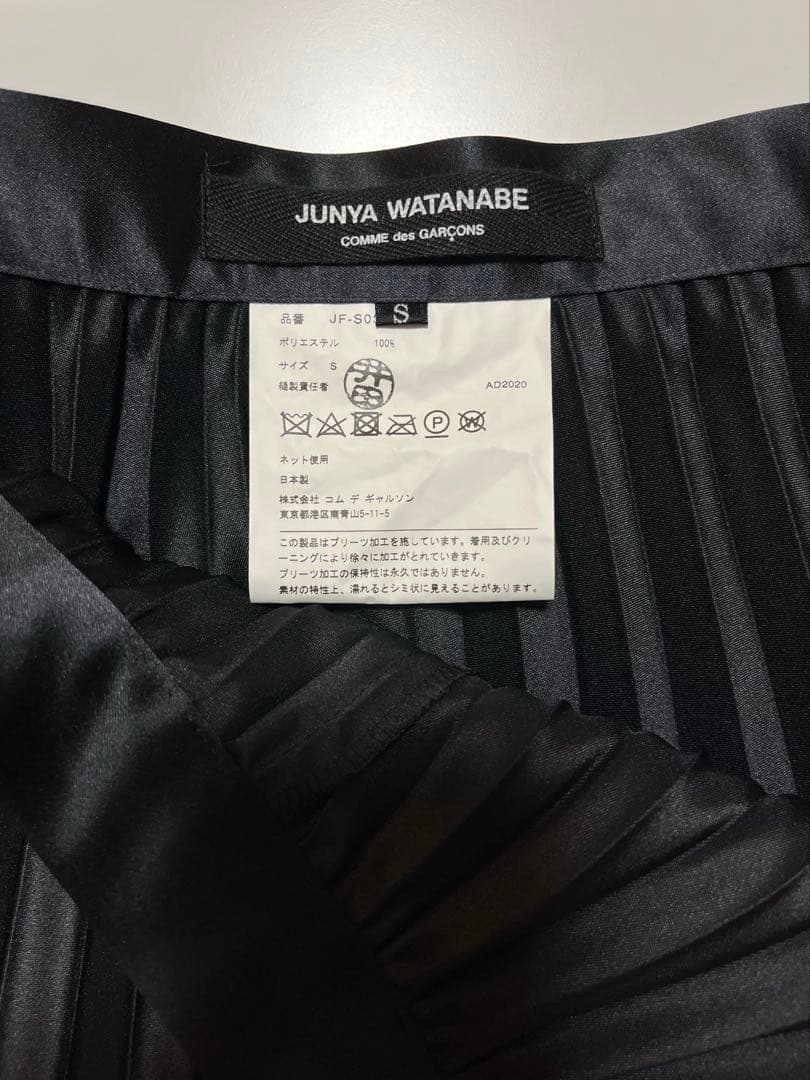 JUNYA WATANABE
COMME des GARÇONS
S
品番 JF-S0
ポリエステル 100%
サイズ S
縫製責任者 AD2020
P W
ネット使用
日本製
株式会社 コム デ ギャルソン
東京都港区南青山5-11-5
この製品はプリーツ加工を施しています。着用及びクリ
ーニングにより徐々に加工がとれていきます。
プリーツ加工の保持性は永久ではありません。
素材の特性上、濡れるとシミ状に見えることがあります。